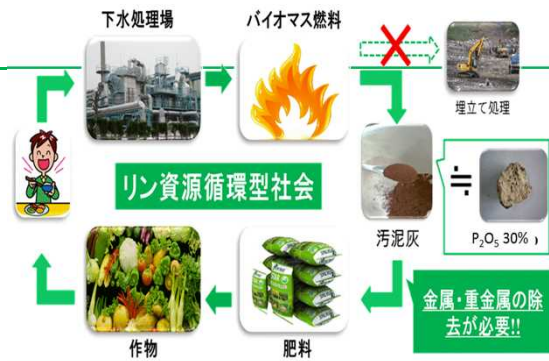 下水処理場
バイオマス燃料
埋立て処理
リン資源循環型社会
汚泥灰
≒
P₂O₅ 30%
金属・重金属の除
去が必要!!
作物
肥料